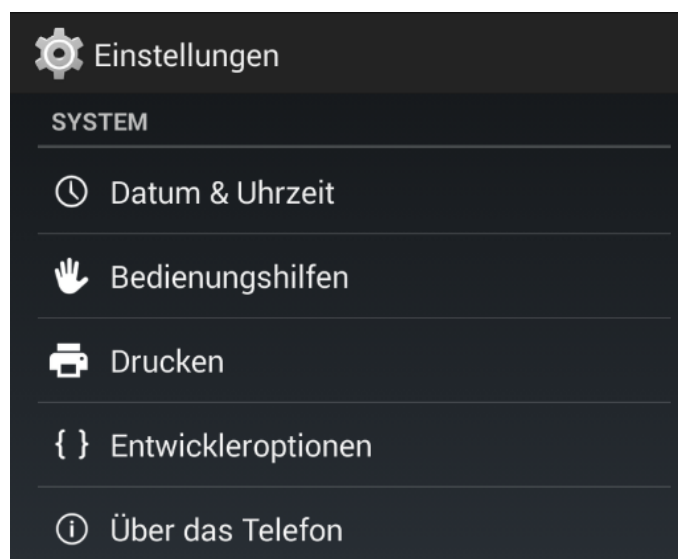 Einstellungen
SYSTEM
Datum & Uhrzeit
Bedienungshilfen
Drucken
{ } Entwickleroptionen
Über das Telefon